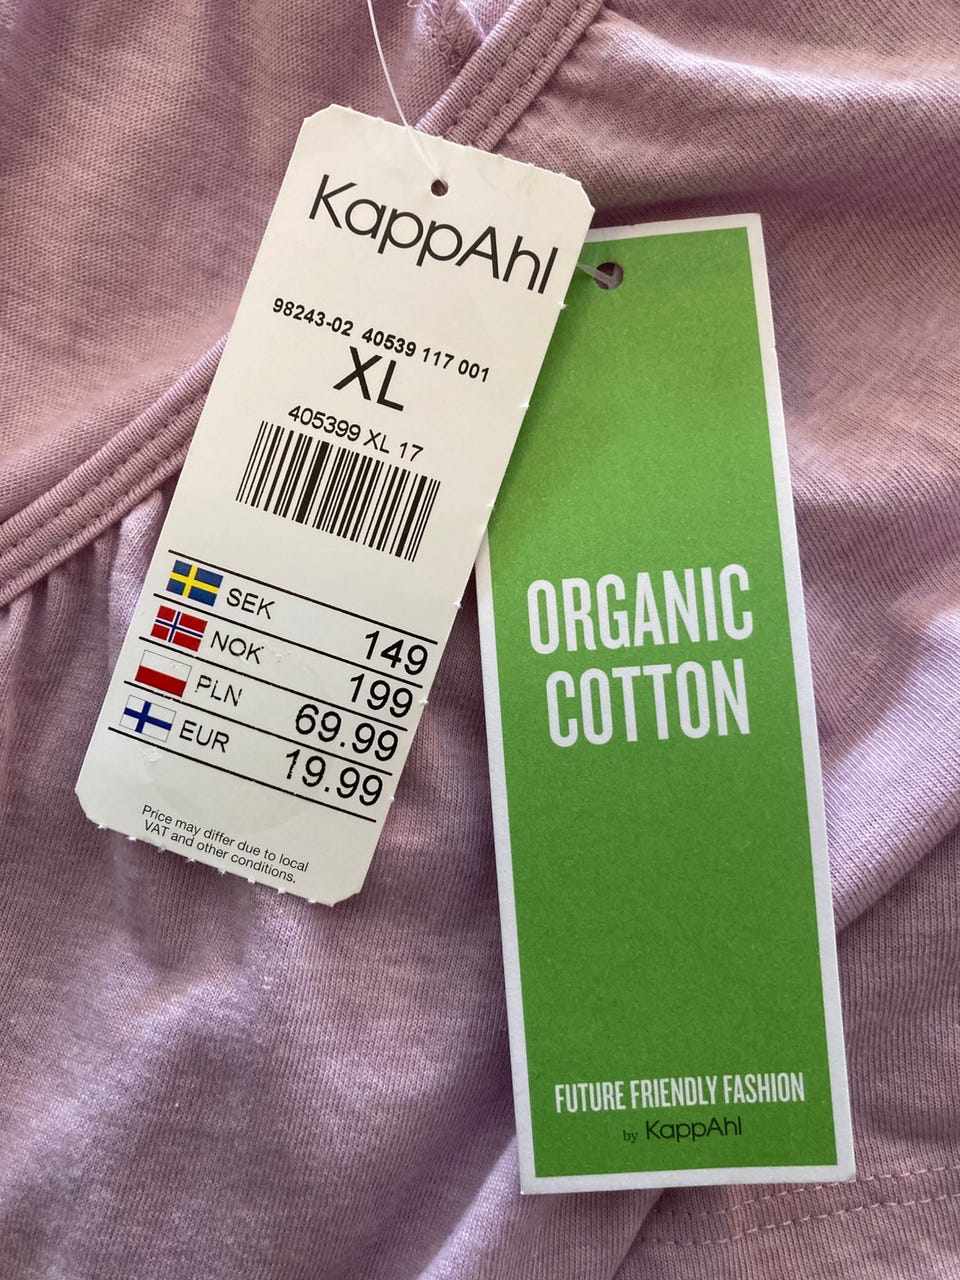 KappAhl
98243-02 40539 117 001
XL
405399 XL 17
SEK 149
NOK 199
PLN 69.99
EUR 19.99
Price may differ due to local
VAT and other conditions.
ORGANIC
COTTON
FUTURE FRIENDLY FASHION
by KappAhl